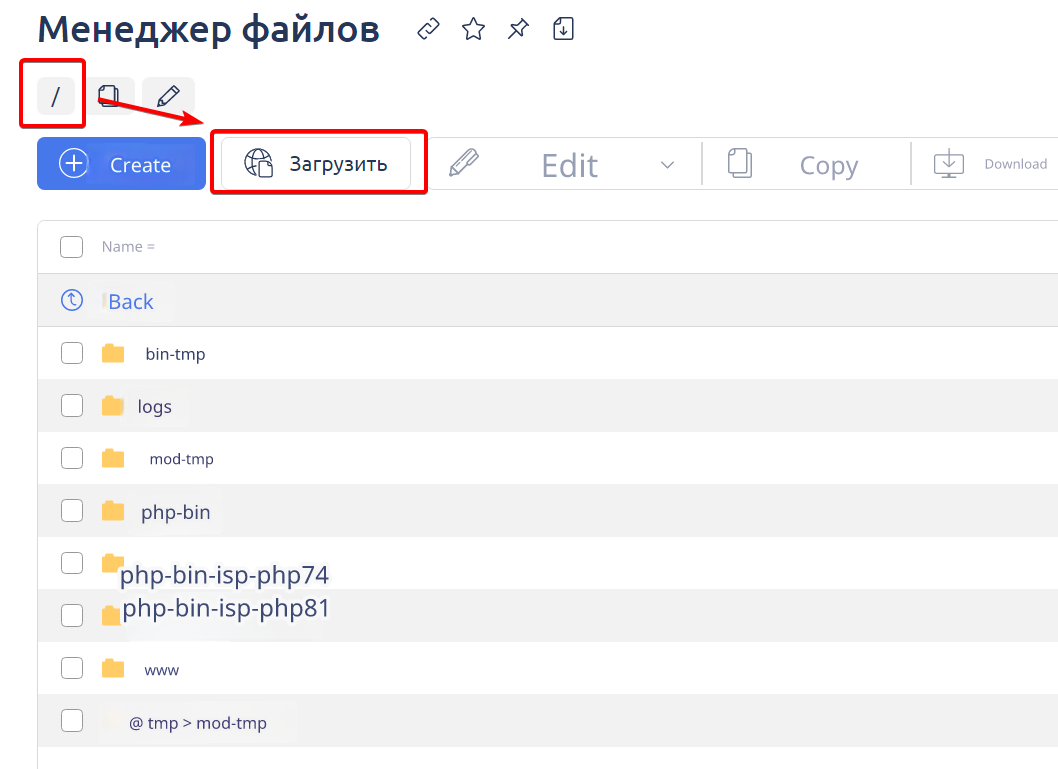 Менеджер файлов
/
Create Загрузить Edit Copy Download
Name =
Back
bin-tmp
logs
mod-tmp
php-bin
php-bin-isp-php74
php-bin-isp-php81
www
@ tmp > mod-tmp